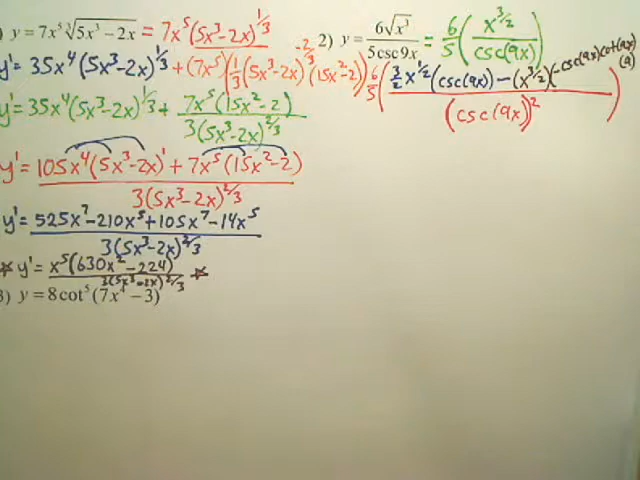 ) y = 7x⁵ ∛(5x³ − 2x) = 7x⁵(5x³−2x)^(1/3)
y' = 35x⁴(5x³−2x)^(1/3) + (7x⁵)(1/3(5x³−2x)^(-2/3)(15x²−2))
y' = 35x⁴(5x³−2x)^(1/3) + 7x⁵(15x²−2) / 3(5x³−2x)^(2/3)
y' = 105x⁴(5x³−2x)¹ + 7x⁵(15x²−2) / 3(5x³−2x)^(2/3)
y' = 525x⁷−210x⁵+105x⁷−14x⁵ / 3(5x³−2x)^(2/3)
* y' = x⁵(630x²−224) / 3(5x³−2x)^(2/3) *
3) y = 8cot⁵(7x⁴ − 3)
2) y = 6√x³ / 5csc9x = 6/5 (x^(3/2) / csc(9x))
6/5 (3/2 x^(1/2)(csc(9x)) − (x^(3/2))(−csc(9x)cot(9x)(9) / (csc(9x))²)